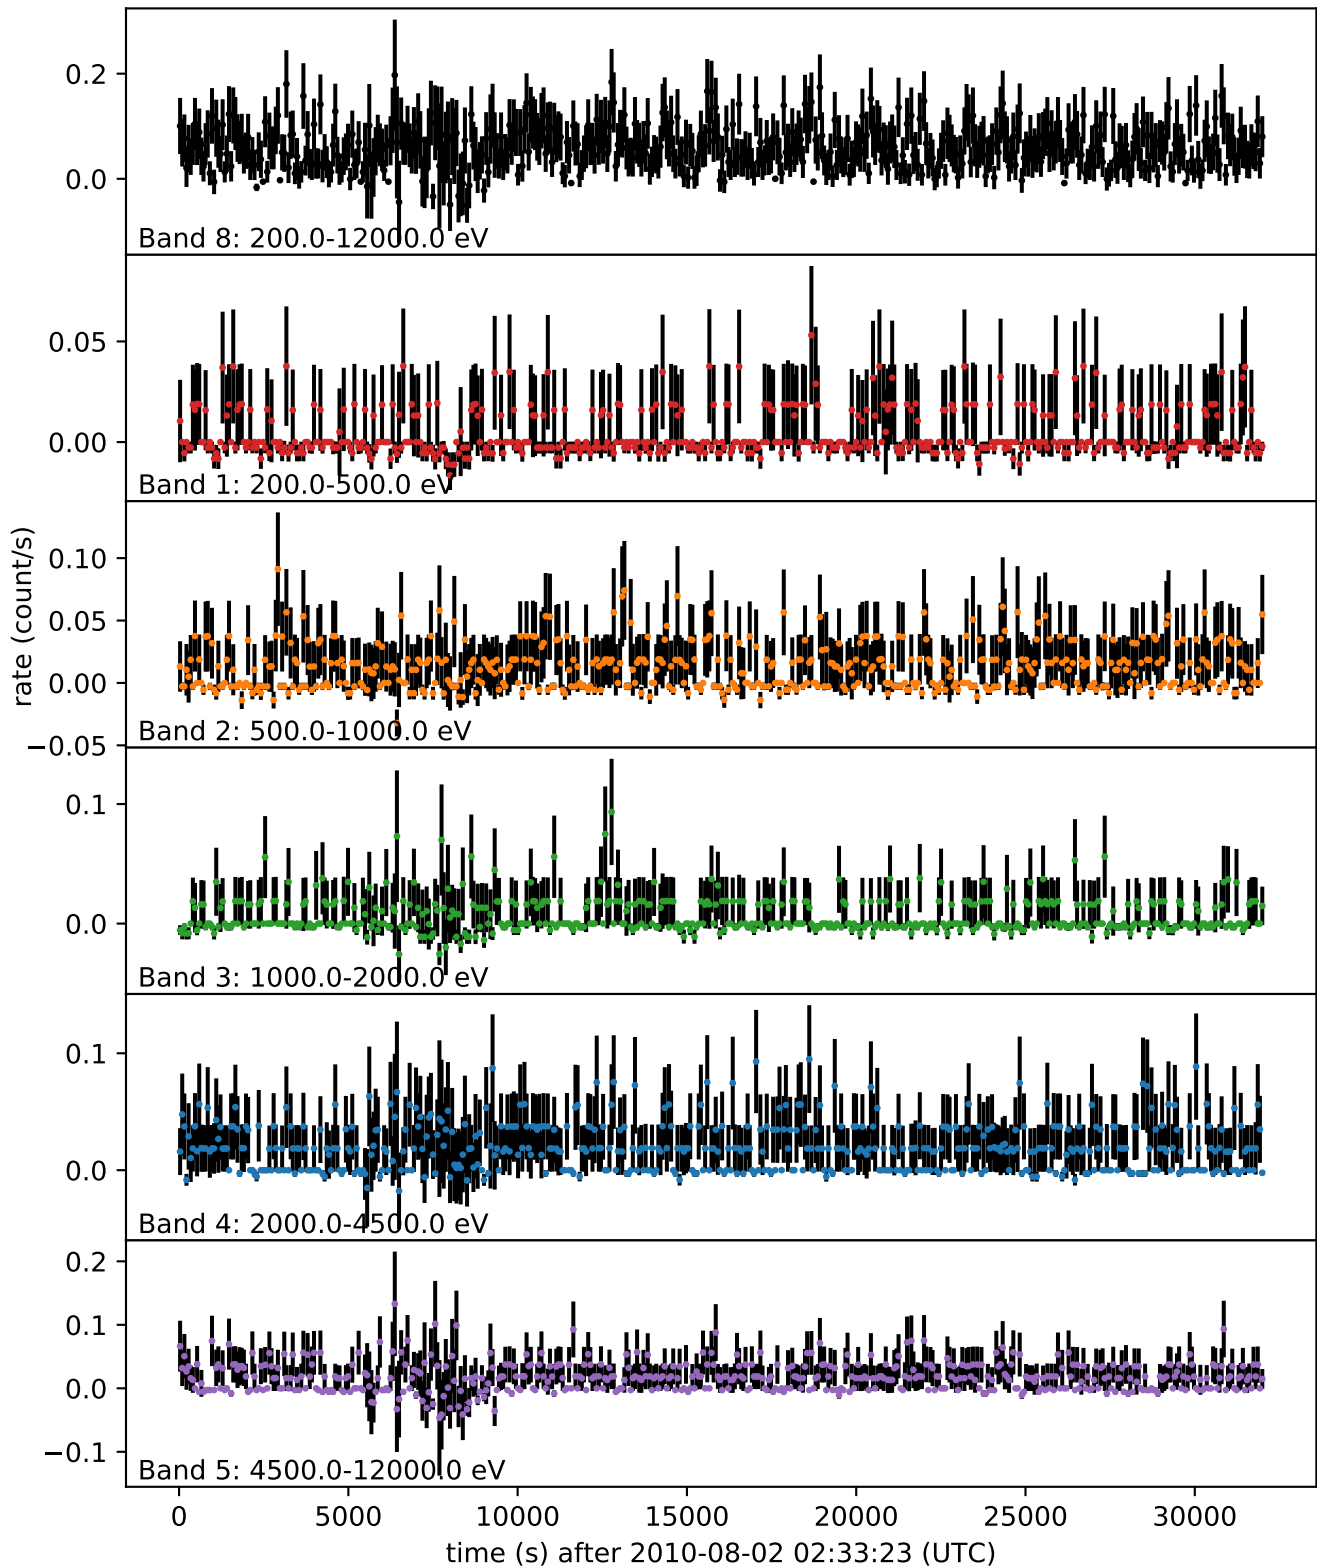 0.2
0.0
Band 8: 200.0-12000.0 eV
0.05
0.00
Band 1: 200.0-500.0 eV
0.10
0.05
0.00
−0.05
Band 2: 500.0-1000.0 eV
rate (count/s)
0.1
0.0
Band 3: 1000.0-2000.0 eV
0.1
0.0
Band 4: 2000.0-4500.0 eV
0.2
0.1
0.0
−0.1
Band 5: 4500.0-12000.0 eV
0 5000 10000 15000 20000 25000 30000
time (s) after 2010-08-02 02:33:23 (UTC)